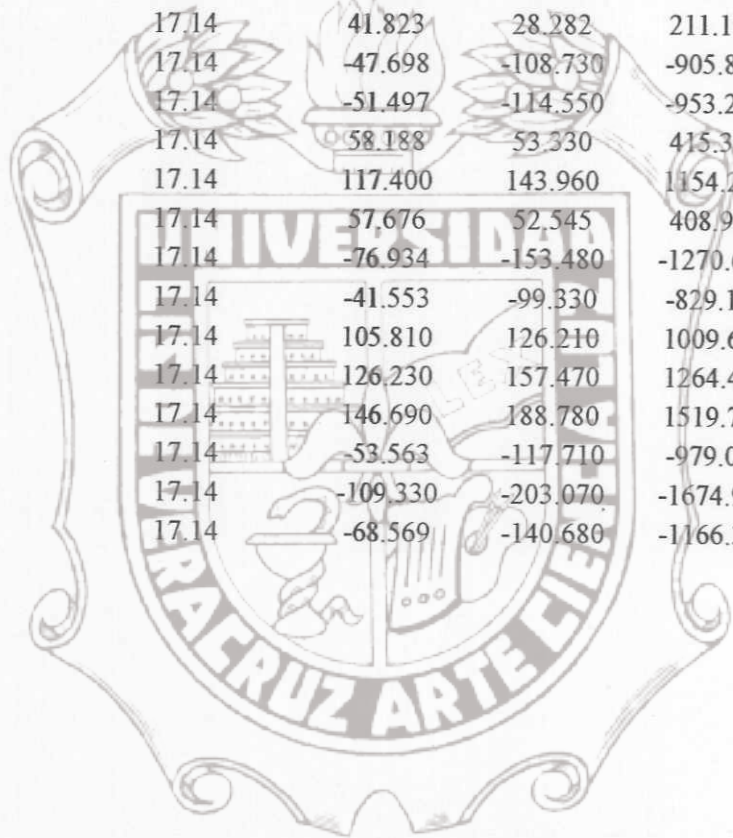 17.14 41.823 28.282 211.1
17.14 -47.698 -108.730 -905.8
17.14 -51.497 -114.550 -953.2
17.14 58.188 53.330 415.3
17.14 117.400 143.960 1154.2
17.14 57.676 52.545 408.9
17.14 -76.934 -153.480 -1270.
17.14 -41.553 -99.330 -829.1
17.14 105.810 126.210 1009.6
17.14 126.230 157.470 1264.4
17.14 146.690 188.780 1519.7
17.14 -53.563 -117.710 -979.0
17.14 -109.330 -203.070 -1674.9
17.14 -68.569 -140.680 -1166.
UNIVERSIDAD
VERACRUZ ARTE CIENCIA
LEX